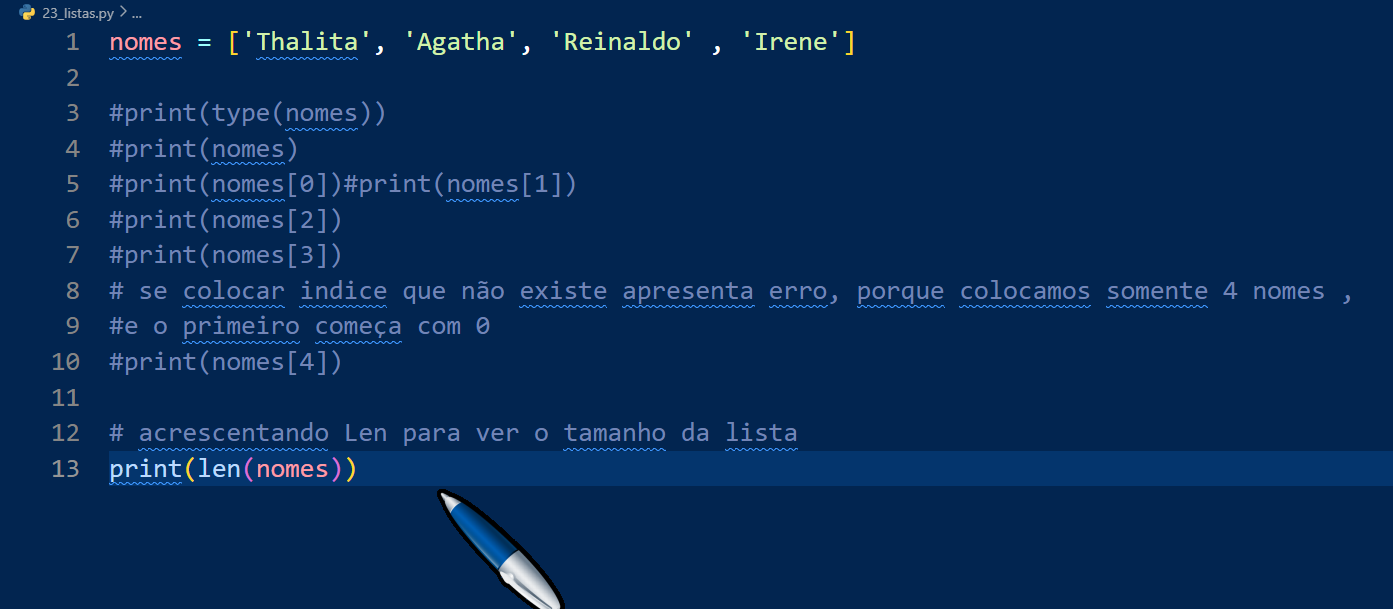 23_listas.py > ...
1 nomes = ['Thalita', 'Agatha', 'Reinaldo' , 'Irene']
2
3 #print(type(nomes))
4 #print(nomes)
5 #print(nomes[0])#print(nomes[1])
6 #print(nomes[2])
7 #print(nomes[3])
8 # se colocar indice que não existe apresenta erro, porque colocamos somente 4 nomes ,
9 #e o primeiro começa com 0
10 #print(nomes[4])
11
12 # acrescentando Len para ver o tamanho da lista
13 print(len(nomes))